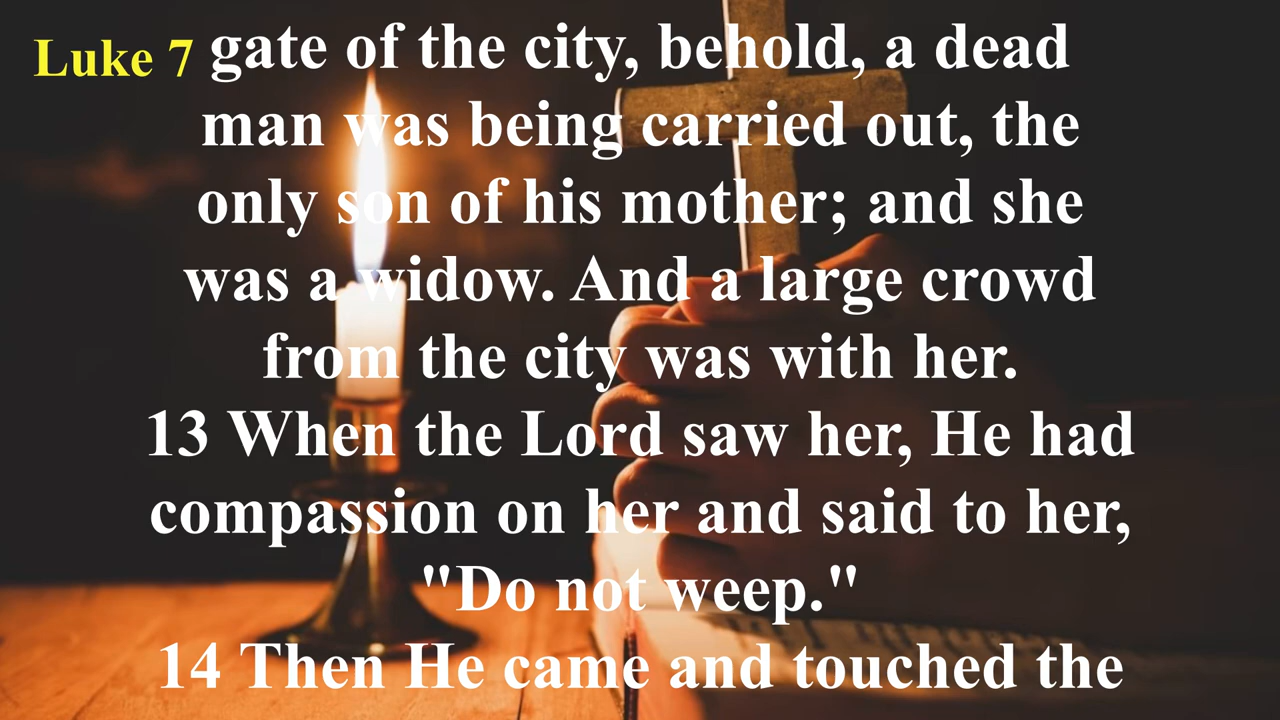 Luke 7
gate of the city, behold, a dead
man was being carried out, the
only son of his mother; and she
was a widow. And a large crowd
from the city was with her.
13 When the Lord saw her, He had
compassion on her and said to her,
"Do not weep."
14 Then He came and touched the